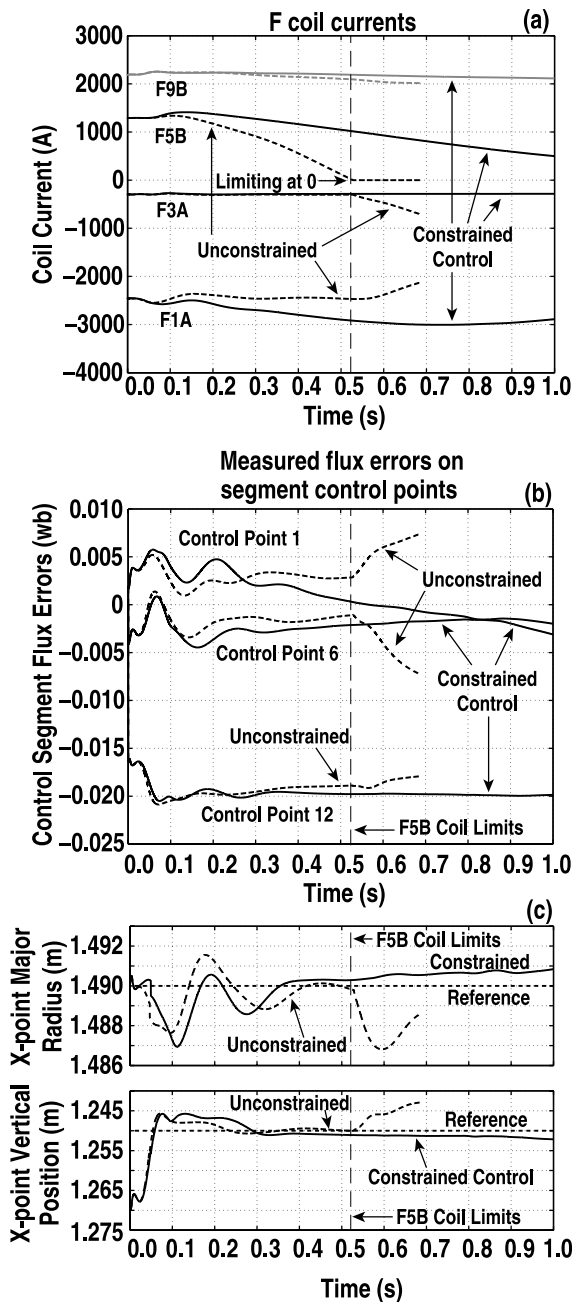 F coil currents
(a)
3000
2000
1000
0
−1000
−2000
−3000
−4000
Coil Current (A)
F9B
F5B
Limiting at 0
F3A
Unconstrained
Constrained
Control
F1A
0.0 0.1 0.2 0.3 0.4 0.5 0.6 0.7 0.8 0.9 1.0
Time (s)
Measured flux errors on
segment control points
(b)
0.010
0.005
0
−0.005
−0.010
−0.015
−0.020
−0.025
Control Segment Flux Errors (wb)
Control Point 1
Unconstrained
Control Point 6
Constrained
Control
Unconstrained
Control Point 12
F5B Coil Limits
0.0 0.1 0.2 0.3 0.4 0.5 0.6 0.7 0.8 0.9 1.0
Time (s)
(c)
F5B Coil Limits
1.492
1.490
1.488
1.486
X-point Major
Radius (m)
Constrained
Reference
Unconstrained
1.245
1.255
1.265
1.275
X-point Vertical
Position (m)
Unconstrained
Reference
Constrained Control
F5B Coil Limits
0.0 0.1 0.2 0.3 0.4 0.5 0.6 0.7 0.8 0.9 1.0
Time (s)